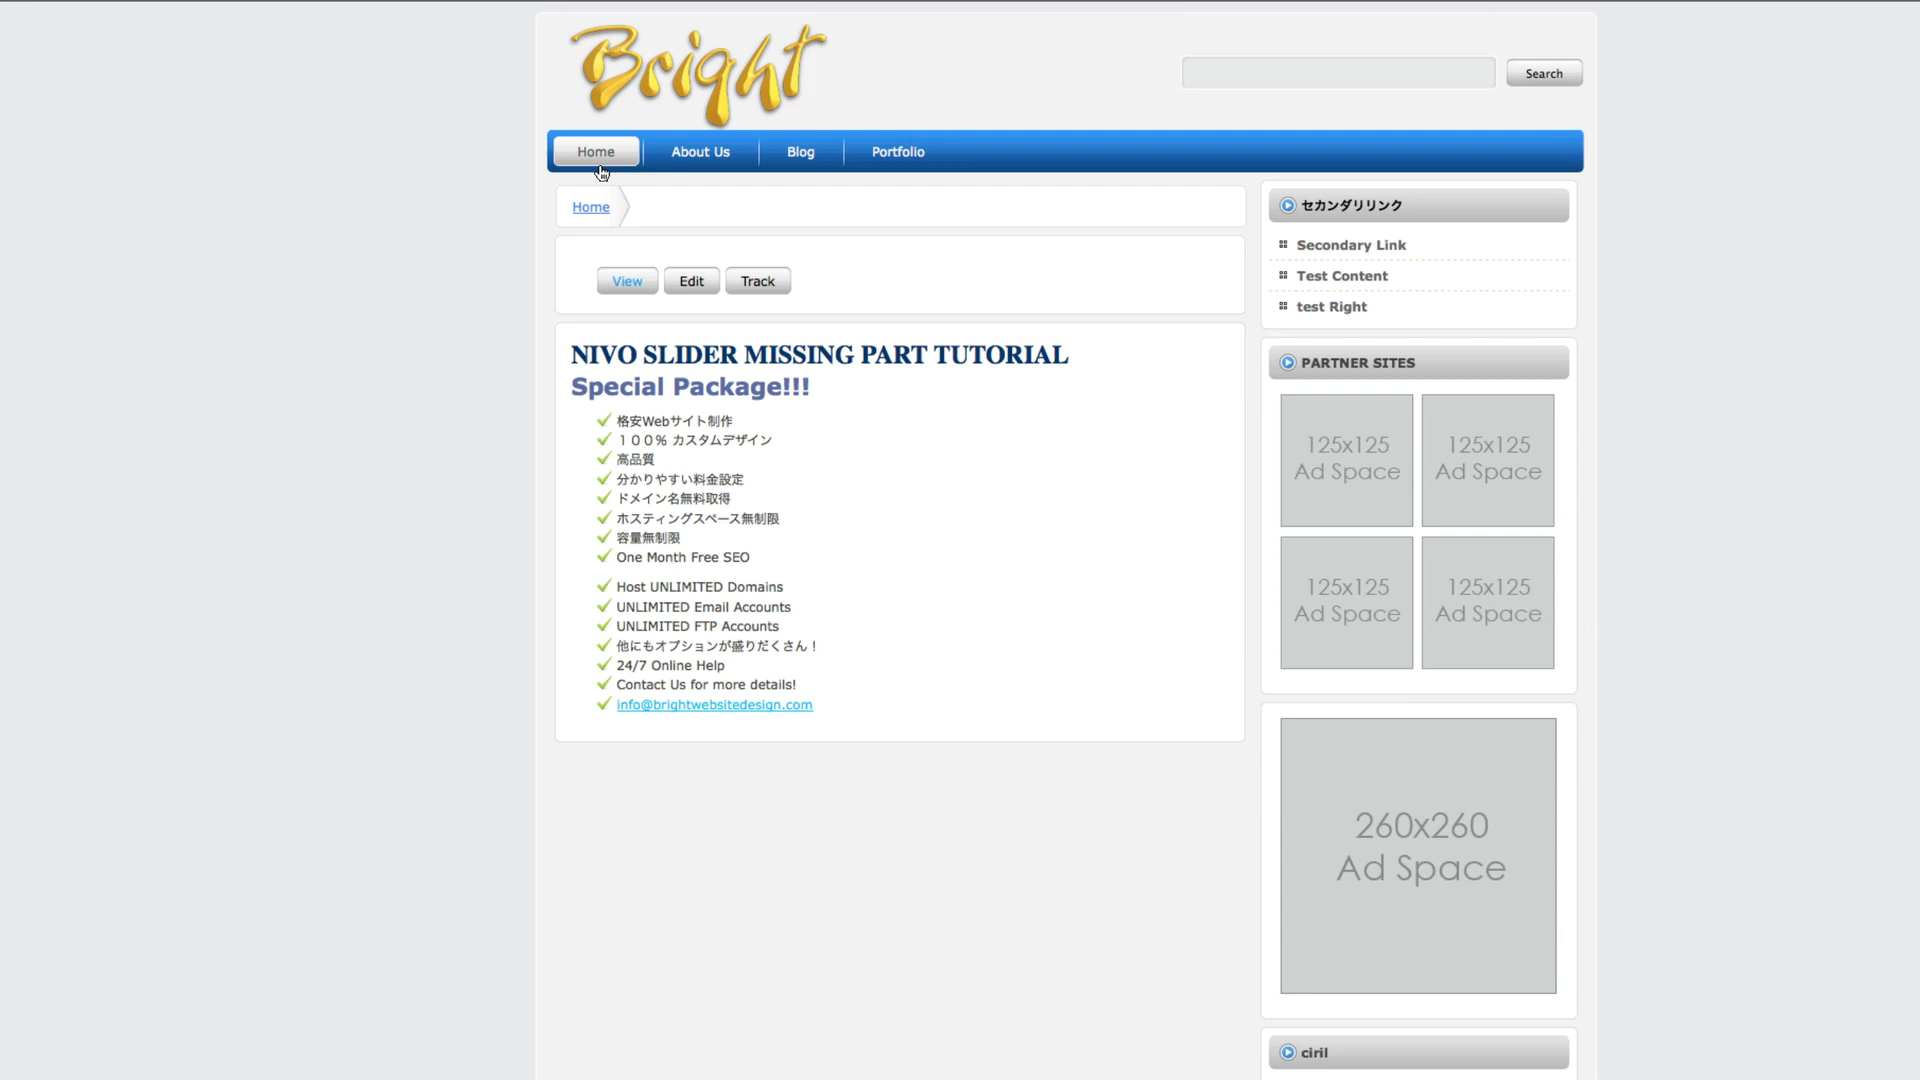 Bright
Search
Home
About Us
Blog
Portfolio
Home
View
Edit
Track
NIVO SLIDER MISSING PART TUTORIAL
Special Package!!!
格安Webサイト制作
１００％ カスタムデザイン
高品質
分かりやすい料金設定
ドメイン名無料取得
ホスティングスペース無制限
容量無制限
One Month Free SEO
Host UNLIMITED Domains
UNLIMITED Email Accounts
UNLIMITED FTP Accounts
他にもオプションが盛りだくさん！
24/7 Online Help
Contact Us for more details!
info@brightwebsitedesign.com
セカンダリリンク
Secondary Link
Test Content
test Right
PARTNER SITES
125x125
Ad Space
125x125
Ad Space
125x125
Ad Space
125x125
Ad Space
260x260
Ad Space
ciril